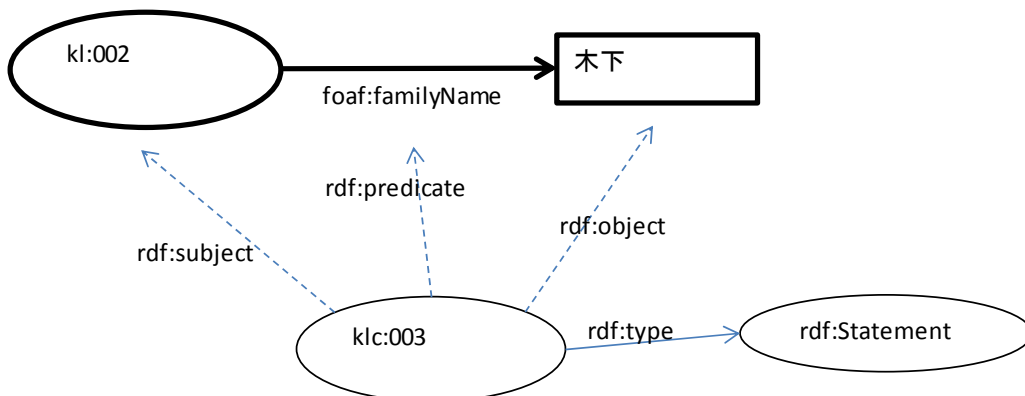 kl:002
木下
foaf:familyName
rdf:predicate
rdf:subject
rdf:object
klc:003
rdf:type
rdf:Statement